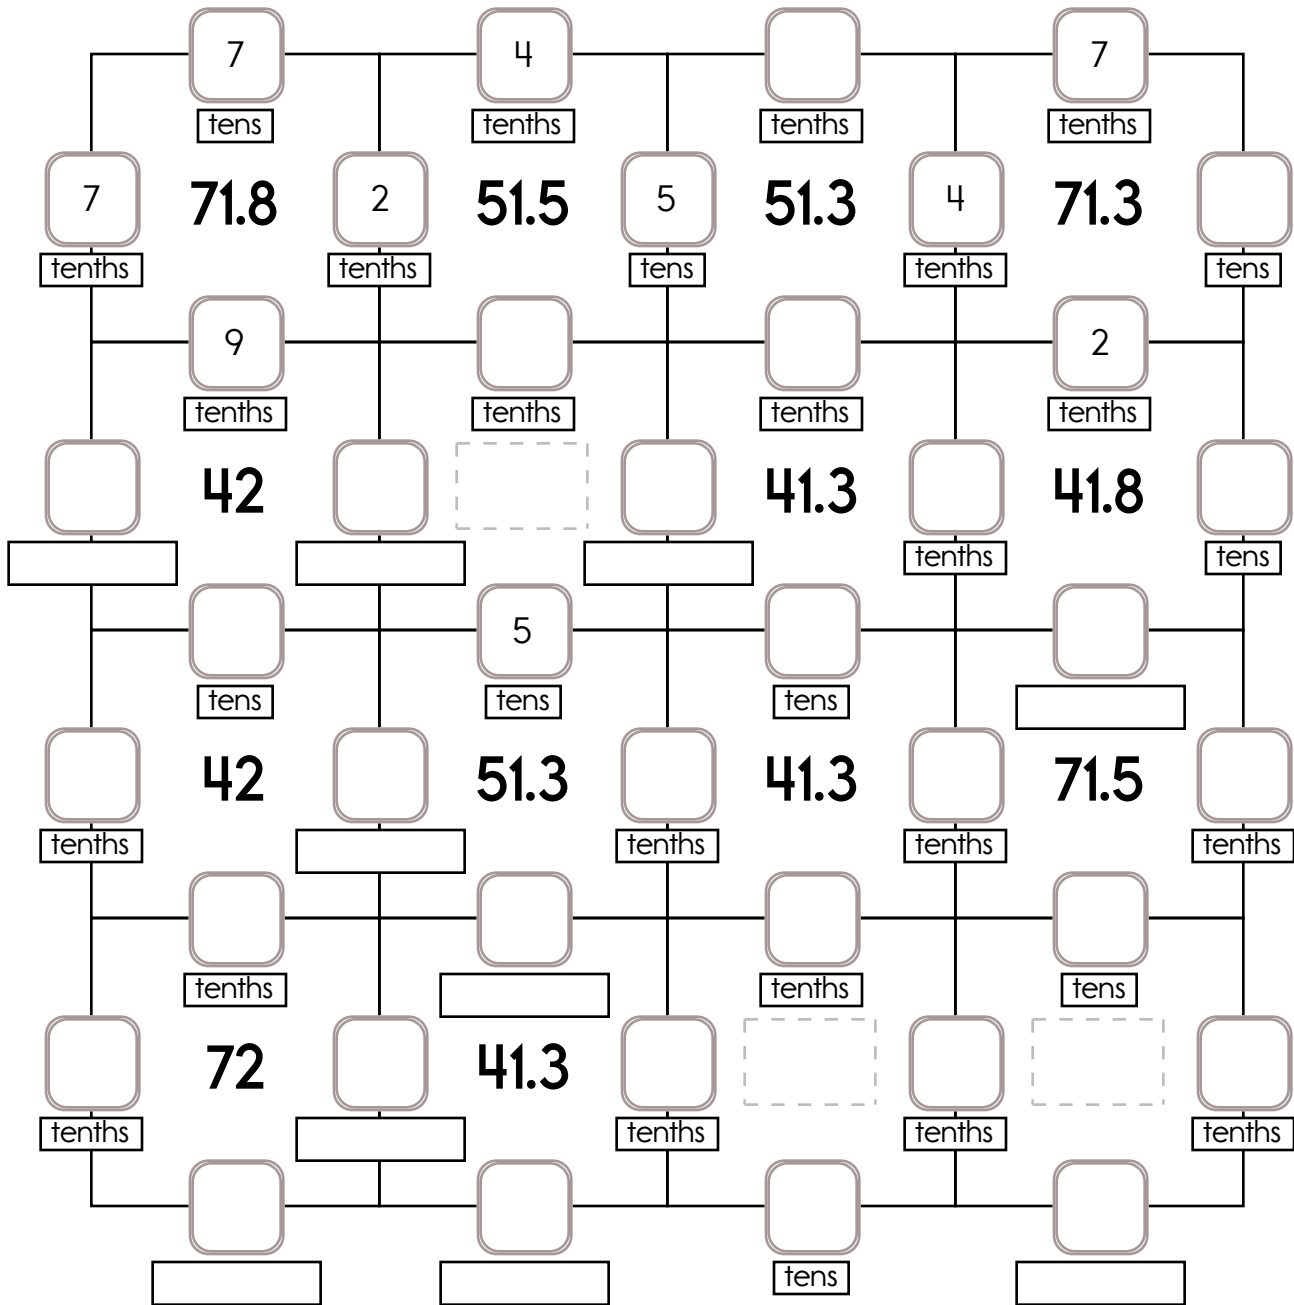 7 4 7
tens tenths tenths tenths
7 71.8 2 51.5 5 51.3 4 71.3
tenths tenths tens tenths tens
9 2
tenths tenths tenths tenths
42 41.3 41.8
tenths tens
5
tens tens tens
42 51.3 41.3 71.5
tenths tenths tenths tenths
tenths tenths tens
72 41.3
tenths tenths tenths tenths
tens